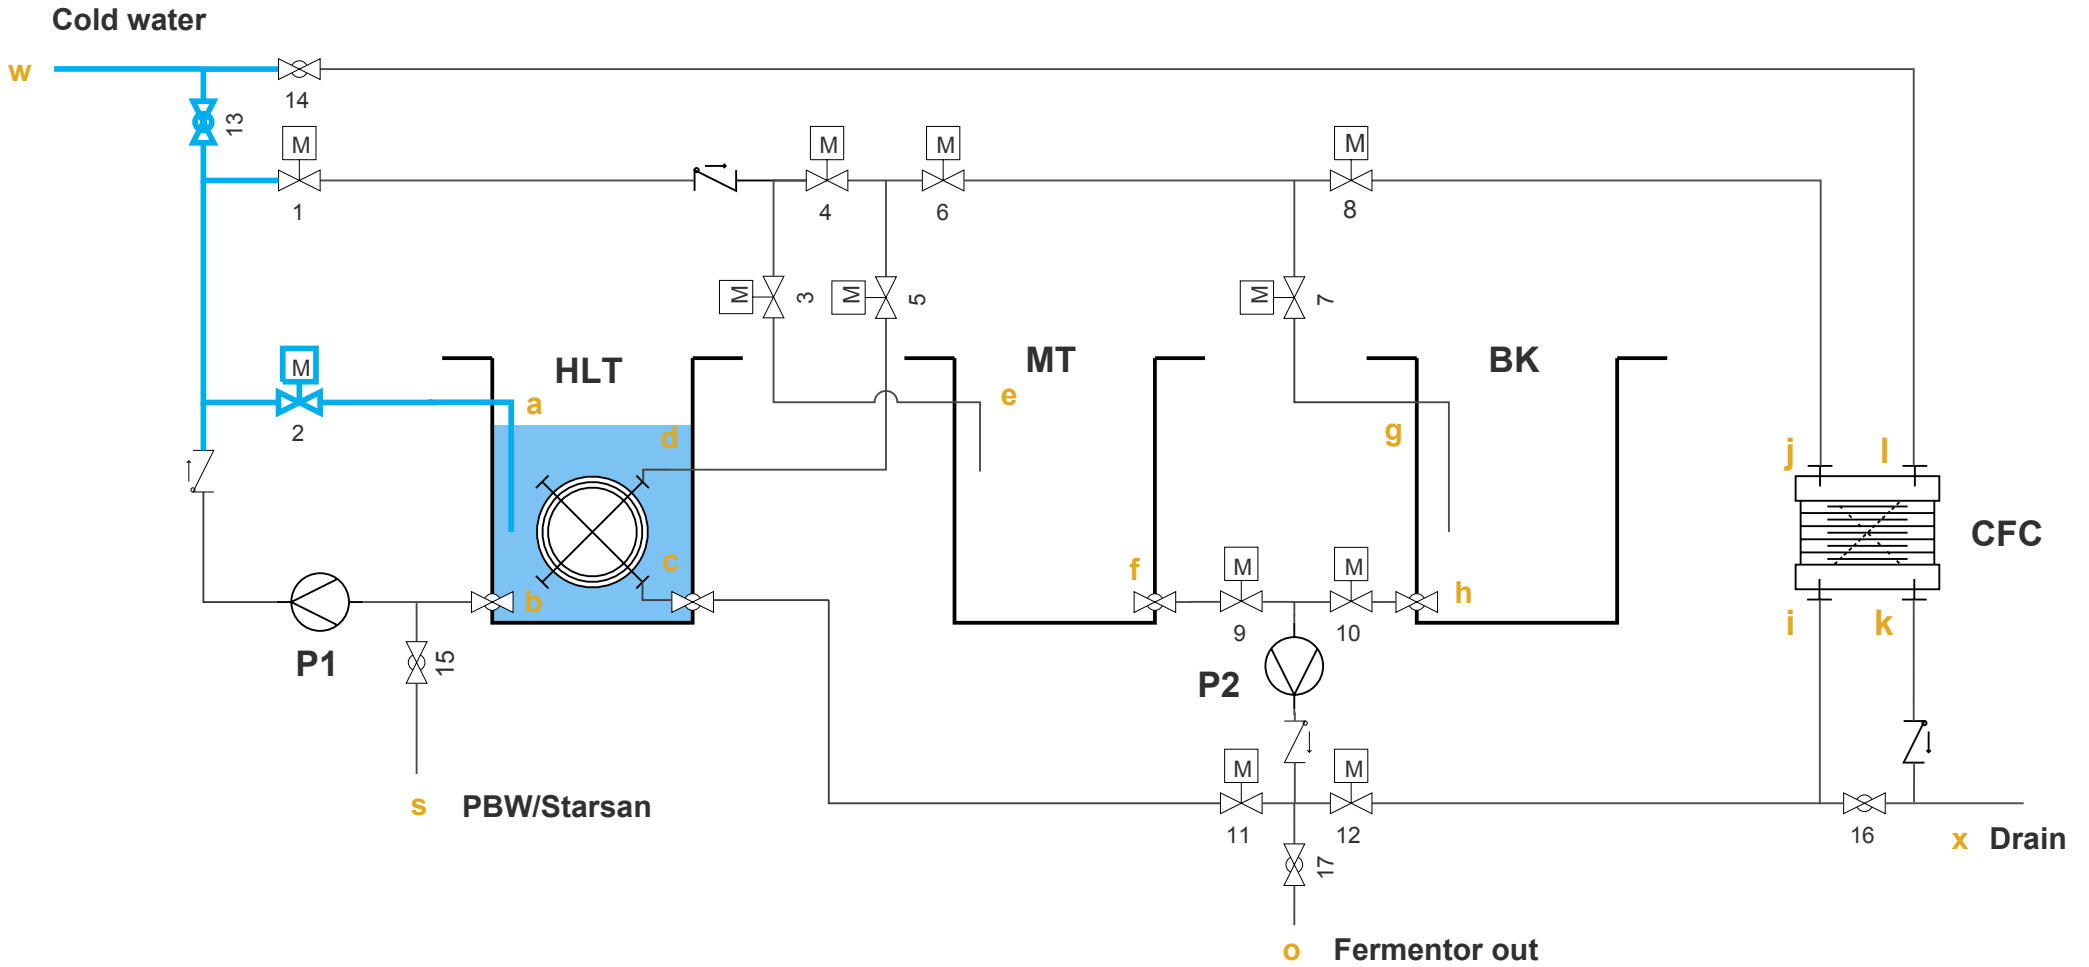 Cold water
w
14
13
M
M
M
M
1
4
6
8
M
3
M
5
M
7
M
HLT
MT
BK
a
e
2
d
g
j
l
CFC
c
f
M
M
b
h
i
k
9
10
P1
15
P2
M
M
s
PBW/Starsan
11
12
16
17
x
Drain
o
Fermentor out